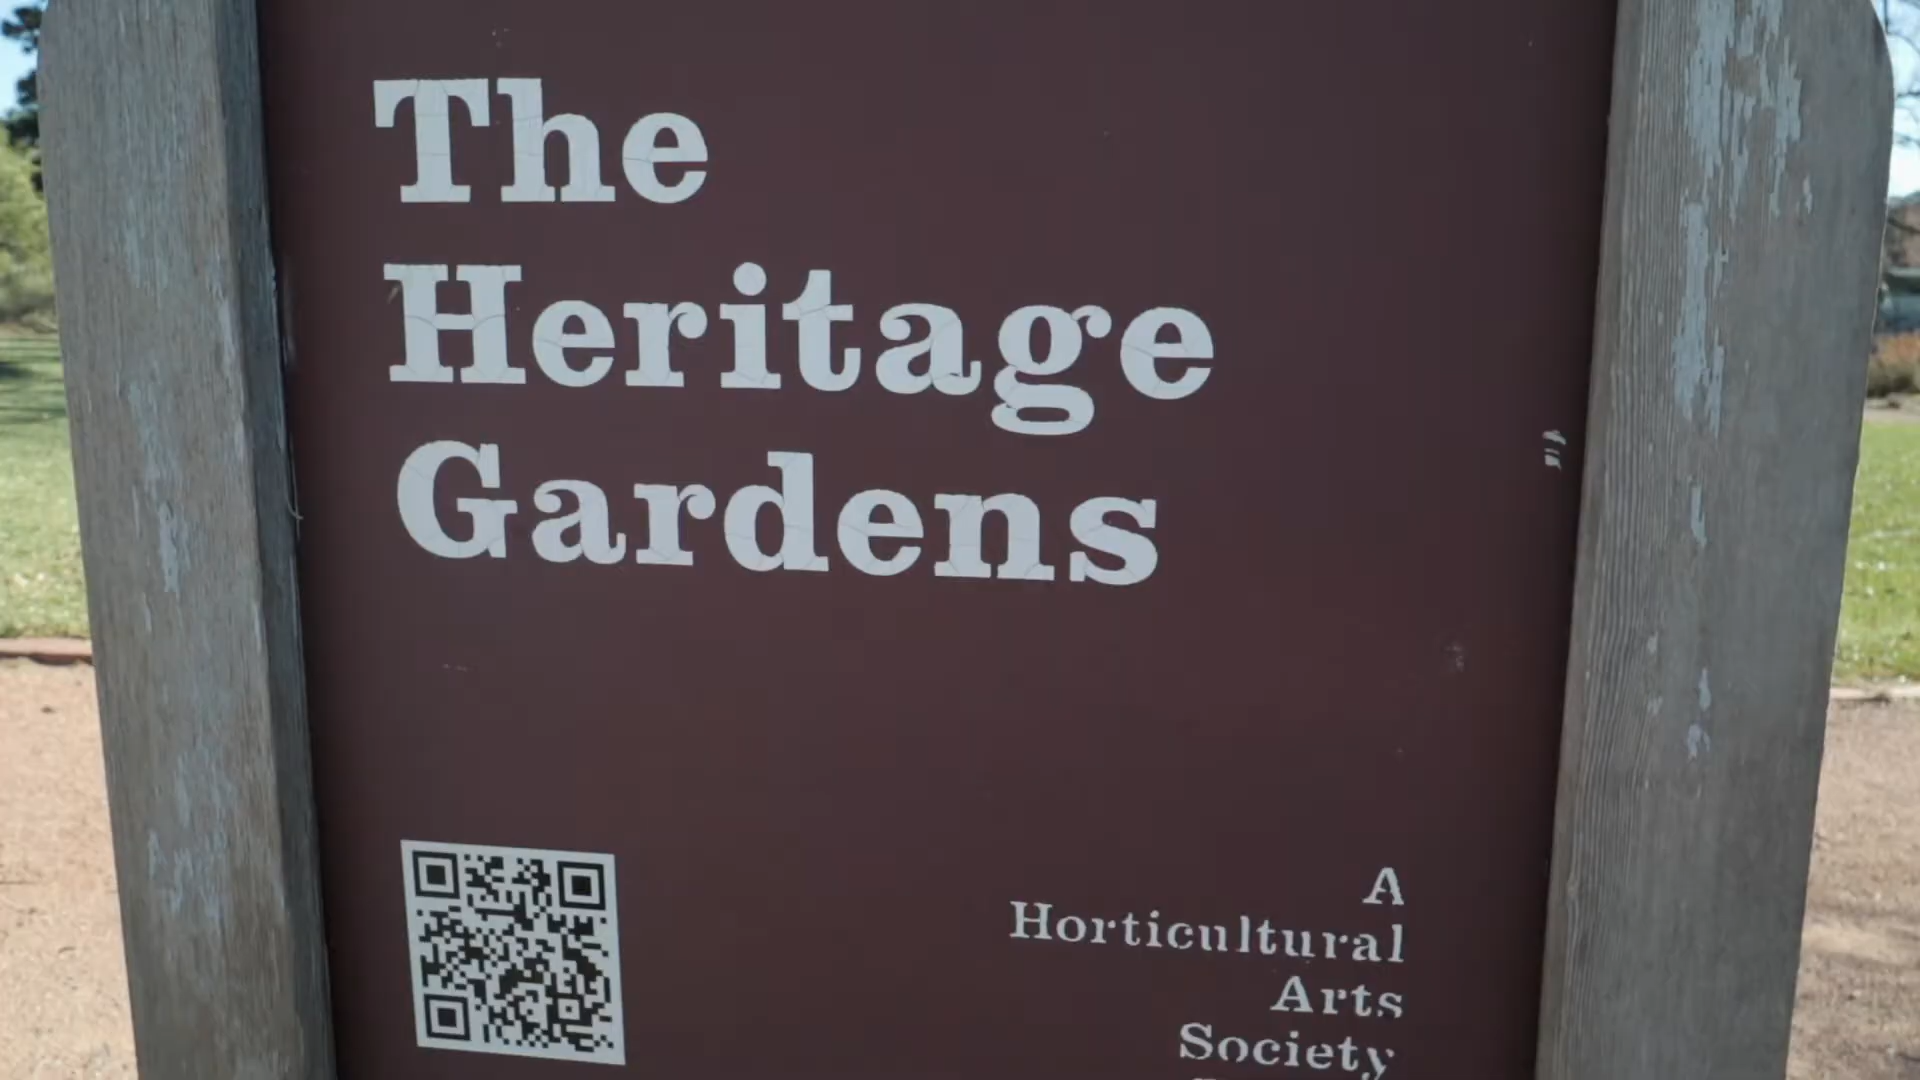 The
Heritage
Gardens
A
Horticultural
Arts
Society